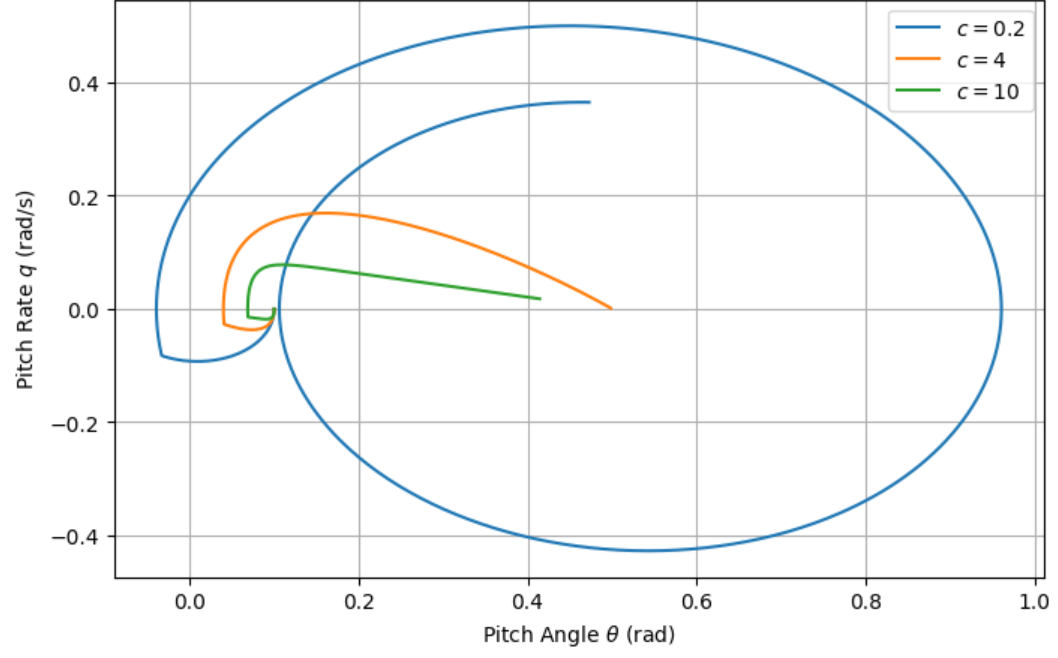 c = 0.2
c = 4
c = 10
0.4
0.2
0.0
−0.2
−0.4
Pitch Rate q (rad/s)
0.0 0.2 0.4 0.6 0.8 1.0
Pitch Angle θ (rad)